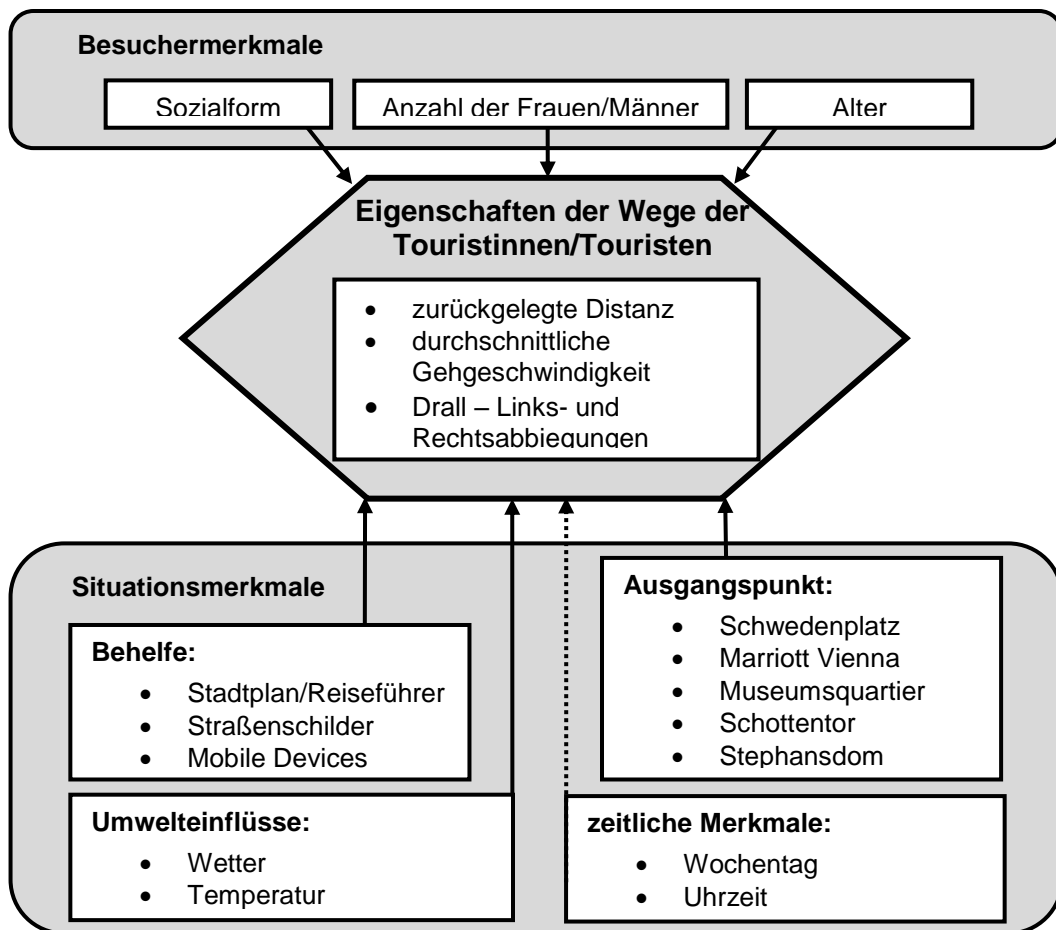 Besuchermerkmale
Sozialform
Anzahl der Frauen/Männer
Alter
Eigenschaften der Wege der
Touristinnen/Touristen
• zurückgelegte Distanz
• durchschnittliche
Gehgeschwindigkeit
• Drall – Links- und
Rechtsabbiegungen
Situationsmerkmale
Behelfe:
• Stadtplan/Reiseführer
• Straßenschilder
• Mobile Devices
Umwelteinflüsse:
• Wetter
• Temperatur
Ausgangspunkt:
• Schwedenplatz
• Marriott Vienna
• Museumsquartier
• Schottentor
• Stephansdom
zeitliche Merkmale:
• Wochentag
• Uhrzeit